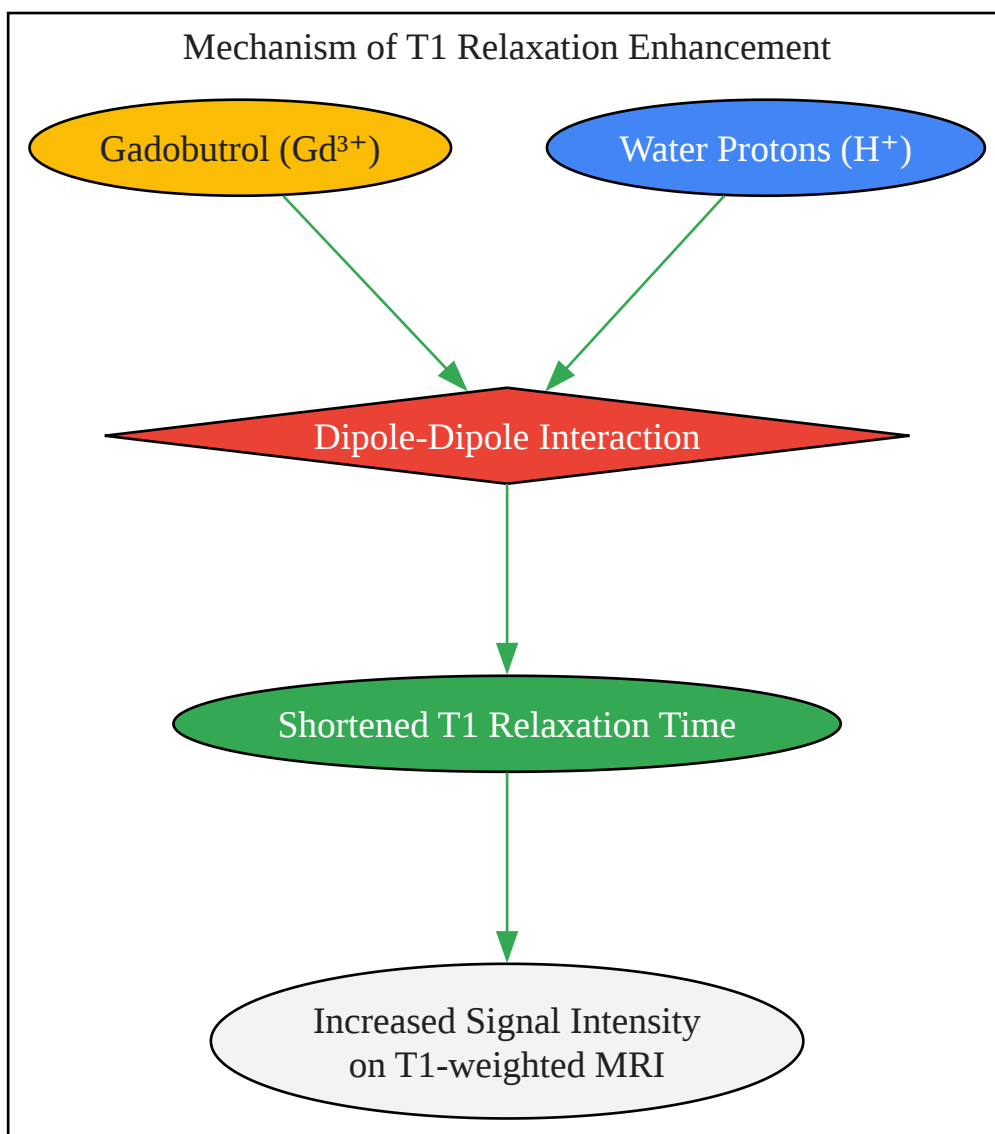 Mechanism of T1 Relaxation Enhancement
Gadobutrol (Gd³⁺)
Water Protons (H⁺)
Dipole-Dipole Interaction
Shortened T1 Relaxation Time
Increased Signal Intensity
on T1-weighted MRI